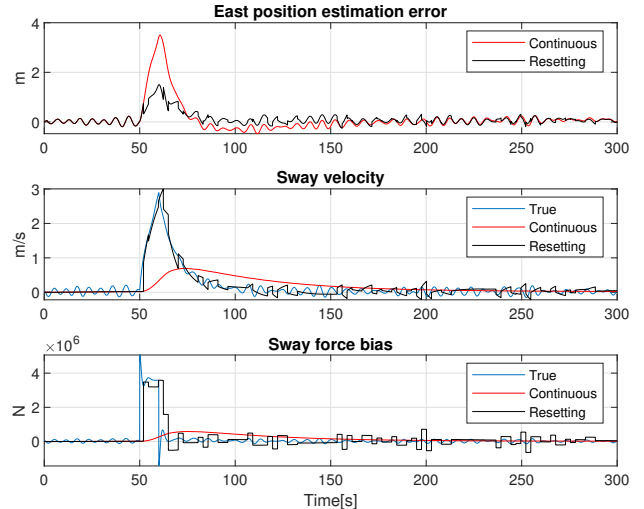 East position estimation error
m
4
2
0
Continuous
Resetting
0 50 100 150 200 250 300
Sway velocity
m/s
3
2
1
0
True
Continuous
Resetting
0 50 100 150 200 250 300
Sway force bias
×10⁶
N
4
2
0
True
Continuous
Resetting
0 50 100 150 200 250 300
Time[s]